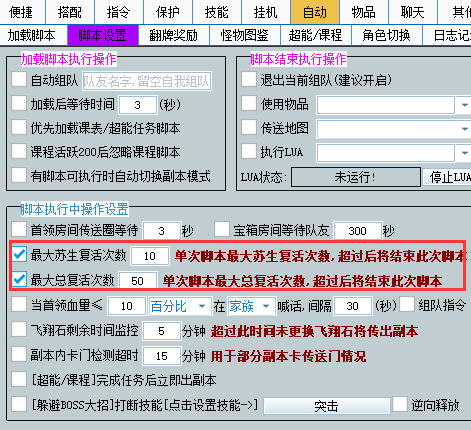 便捷 搭配 指令 保护 技能 挂机 自动 物品 聊天
加载脚本 脚本设置 翻牌奖励 怪物图鉴 超能/课程 角色切换 日志记
加载脚本执行操作
自动组队 队友名字,留空自我组队
加载后等待时间 3 (秒)
优先加载课表/超能任务脚本
课程活跃200后忽略课程脚本
有脚本可执行时自动切换副本模式
脚本结束执行操作
退出当前组队(建议开启)
使用物品
传送地图
执行LUA
LUA状态: 未运行! 停止LUA
脚本执行中操作设置
首领房间传送圈等待 3 秒 宝箱房间等待队友 300 秒
最大苏生复活次数 10 单次脚本最大苏生复活次数,超过后将结束此次脚本
最大总复活次数 50 单次脚本最大总复活次数,超过后将结束此次脚本
当首领血量≤ 10 百分比 在 家族 喊话,间隔 30 (秒) 组队指令
飞翔石剩余时间监控 5 分钟 超过此时间未更换飞翔石将传出副本
副本内卡门检测超时 15 分钟 用于部分副本卡传送门情况
[超能/课程]完成任务后立即出副本
[躲避BOSS大招]打断技能[点击设置技能->] 突击 逆向释放